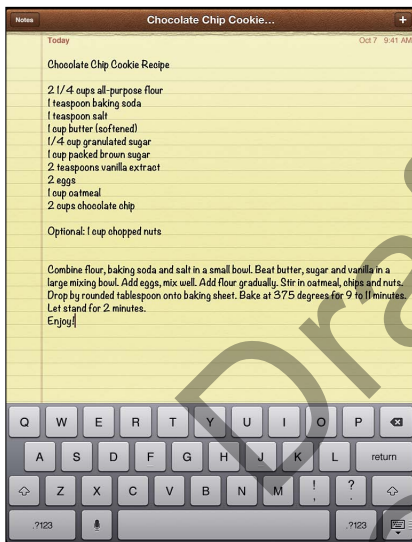 Notes
Chocolate Chip Cookie...
+
Today
Oct 7 9:41 AM
Chocolate Chip Cookie Recipe
2 1/4 cups all-purpose flour
1 teaspoon baking soda
1 teaspoon salt
1 cup butter (softened)
1/4 cup granulated sugar
1 cup packed brown sugar
2 teaspoons vanilla extract
2 eggs
1 cup oatmeal
2 cups chocolate chip
Optional: 1 cup chopped nuts
Combine flour, baking soda and salt in a small bowl. Beat butter, sugar and vanilla in a
large mixing bowl. Add eggs, mix well. Add flour gradually. Stir in oatmeal, chips and nuts.
Drop by rounded tablespoon onto baking sheet. Bake at 375 degrees for 9 to 11 minutes.
Let stand for 2 minutes.
Enjoy!
Q W E R T Y U I O P
A S D F G H J K L return
Z X C V B N M ! , ? .
.?123 .?123